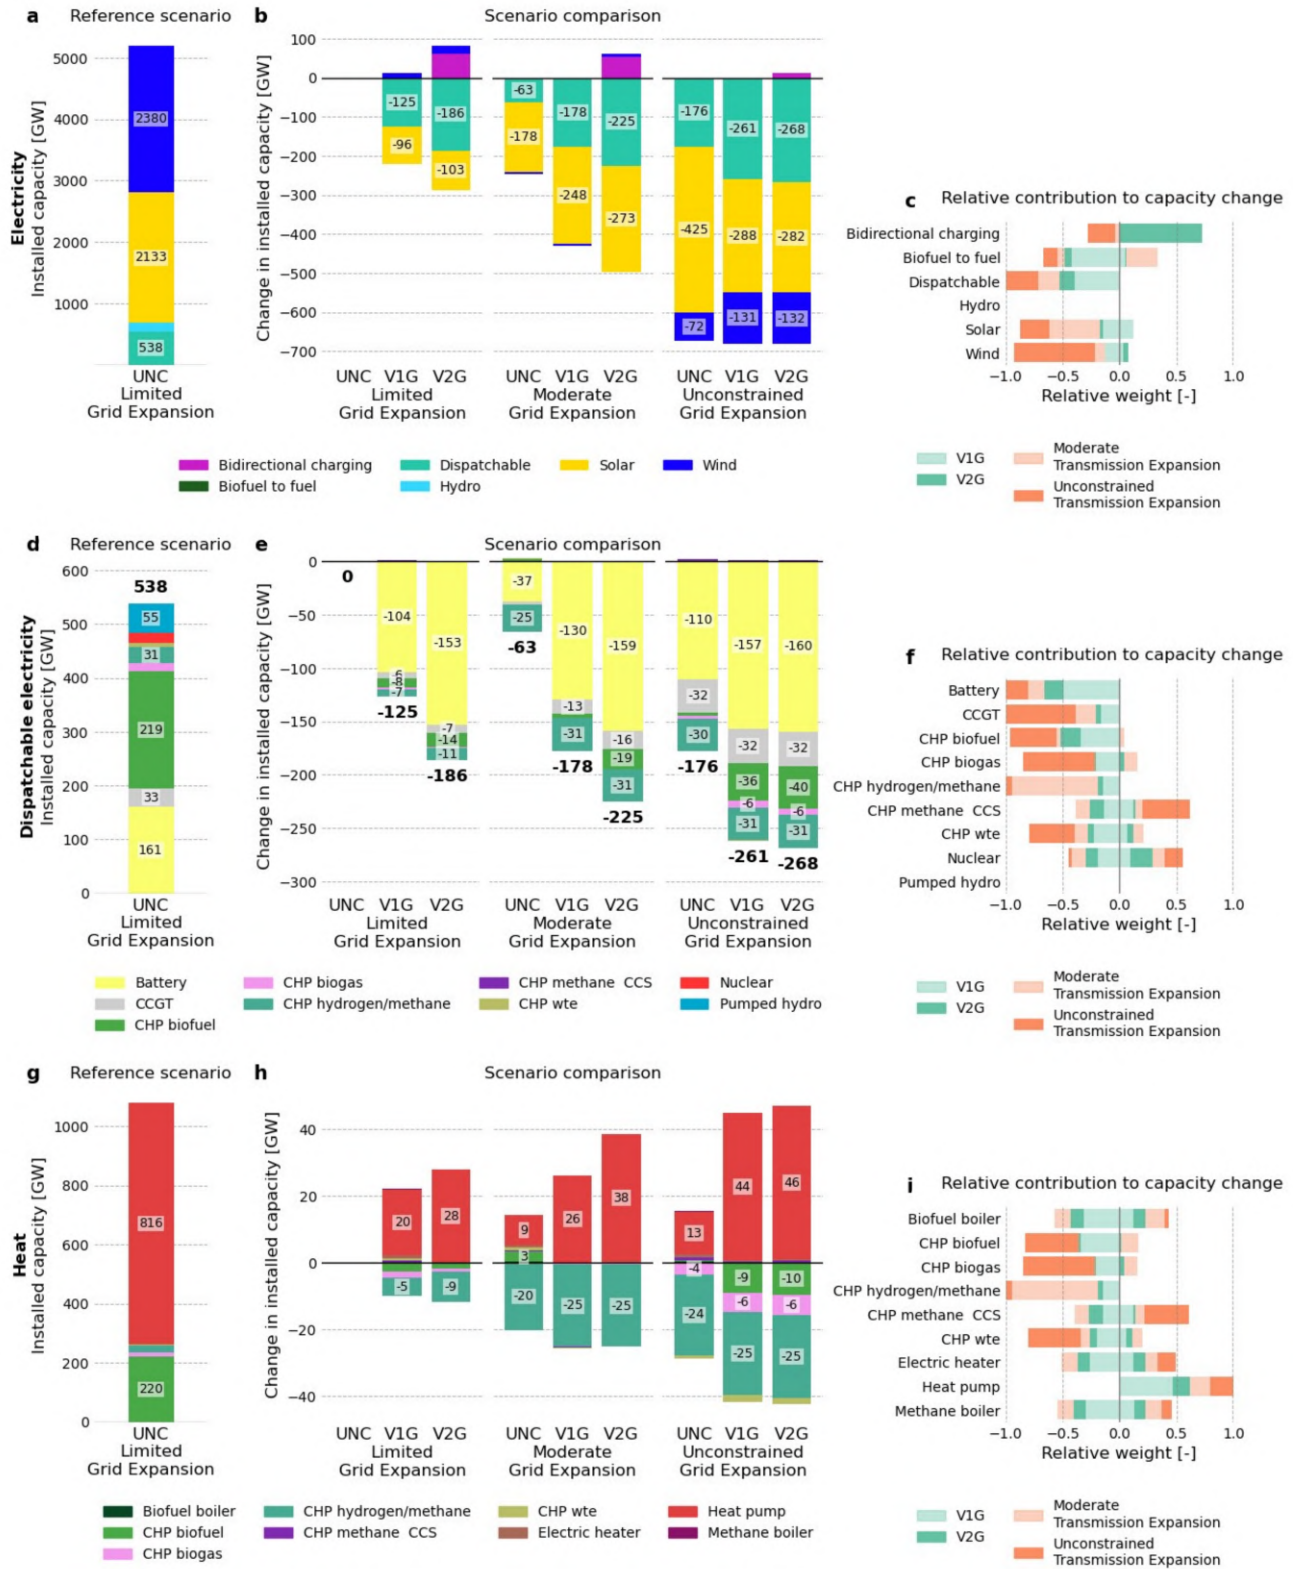 a Reference scenario
b Scenario comparison
Electricity
Installed capacity [GW]
5000
4000
3000
2000
1000
2380
2133
538
UNC
Limited
Grid Expansion
Change in installed capacity [GW]
100
0
−100
−200
−300
−400
−500
−600
−700
-125
-96
-186
-103
-63
-178
-178
-248
-225
-273
-176
-425
-72
-261
-288
-131
-268
-282
-132
UNC V1G V2G
Limited
Grid Expansion
UNC V1G V2G
Moderate
Grid Expansion
UNC V1G V2G
Unconstrained
Grid Expansion
c Relative contribution to capacity change
Bidirectional charging
Biofuel to fuel
Dispatchable
Hydro
Solar
Wind
−1.0 −0.5 0.0 0.5 1.0
Relative weight [-]
Bidirectional charging
Biofuel to fuel
Dispatchable
Hydro
Solar
Wind
V1G
V2G
Moderate
Transmission Expansion
Unconstrained
Transmission Expansion
d Reference scenario
e Scenario comparison
Dispatchable electricity
Installed capacity [GW]
600
500
400
300
200
100
0
538
55
31
219
33
161
UNC
Limited
Grid Expansion
Change in installed capacity [GW]
0
−50
−100
−150
−200
−250
−300
0
-104
-6
-8
-7
-125
-153
-7
-14
-11
-186
-37
-25
-63
-130
-13
-31
-178
-159
-16
-19
-31
-225
-110
-32
-30
-176
-157
-32
-36
-6
-31
-261
-160
-32
-40
-6
-31
-268
UNC V1G V2G
Limited
Grid Expansion
UNC V1G V2G
Moderate
Grid Expansion
UNC V1G V2G
Unconstrained
Grid Expansion
f Relative contribution to capacity change
Battery
CCGT
CHP biofuel
CHP biogas
CHP hydrogen/methane
CHP methane CCS
CHP wte
Nuclear
Pumped hydro
−1.0 −0.5 0.0 0.5 1.0
Relative weight [-]
Battery
CCGT
CHP biofuel
CHP biogas
CHP hydrogen/methane
CHP methane CCS
CHP wte
Nuclear
Pumped hydro
V1G
V2G
Moderate
Transmission Expansion
Unconstrained
Transmission Expansion
g Reference scenario
h Scenario comparison
Heat
Installed capacity [GW]
1000
800
600
400
200
0
816
220
UNC
Limited
Grid Expansion
Change in installed capacity [GW]
40
20
0
−20
−40
20
-5
28
-9
9
3
-20
26
-25
38
-25
13
-4
-24
44
-9
-6
-25
46
-10
-6
-25
UNC V1G V2G
Limited
Grid Expansion
UNC V1G V2G
Moderate
Grid Expansion
UNC V1G V2G
Unconstrained
Grid Expansion
i Relative contribution to capacity change
Biofuel boiler
CHP biofuel
CHP biogas
CHP hydrogen/methane
CHP methane CCS
CHP wte
Electric heater
Heat pump
Methane boiler
−1.0 −0.5 0.0 0.5 1.0
Relative weight [-]
Biofuel boiler
CHP biofuel
CHP biogas
CHP hydrogen/methane
CHP methane CCS
CHP wte
Electric heater
Heat pump
Methane boiler
V1G
V2G
Moderate
Transmission Expansion
Unconstrained
Transmission Expansion